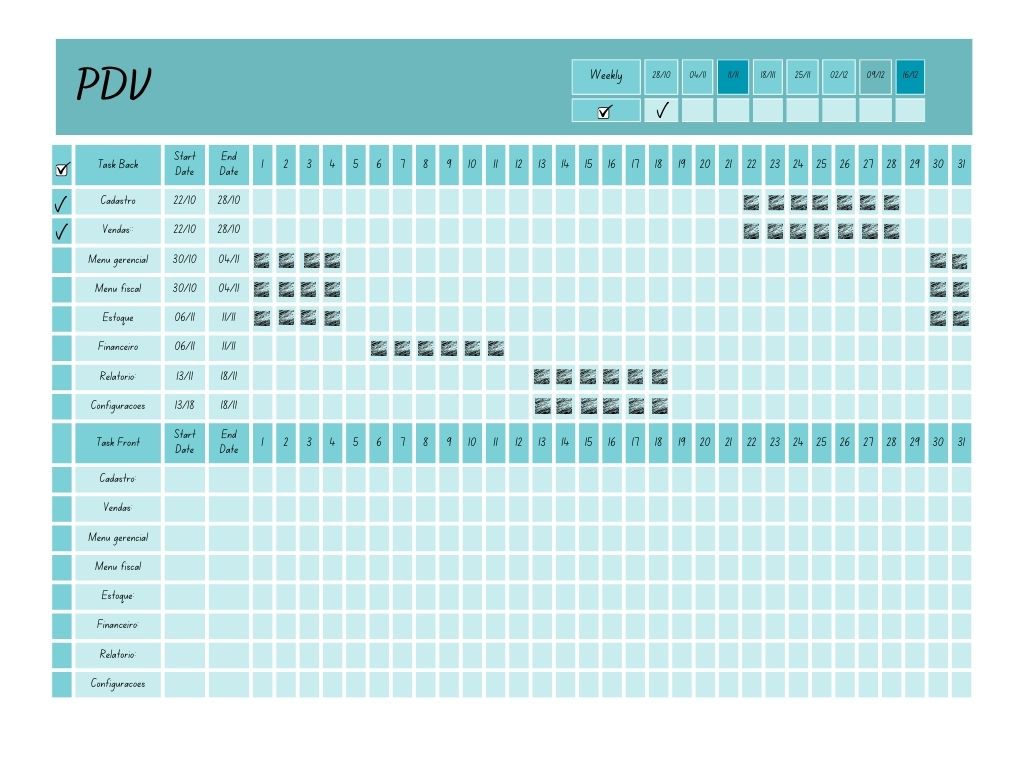 PDV
Weekly 28/10 04/11 11/11 18/111 25/11 02/12 09/12 16/12
Task Back Start Date End Date 1 2 3 4 5 6 7 8 9 10 11 12 13 14 15 16 17 18 19 20 21 22 23 24 25 26 27 28 29 30 31
Cadastro 22/10 28/10
Vendas: 22/10 28/10
Menu gerencial 30/10 04/11
Menu fiscal 30/10 04/11
Estoque 06/11 11/11
Financeiro 06/11 11/11
Relatorio: 13/11 18/11
Configuracoes 13/18 18/11
Task Front Start Date End Date 1 2 3 4 5 6 7 8 9 10 11 12 13 14 15 16 17 18 19 20 21 22 23 24 25 26 27 28 29 30 31
Cadastro:
Vendas:
Menu gerencial
Menu fiscal
Estoque:
Financeiro:
Relatorio:
Configuracoes